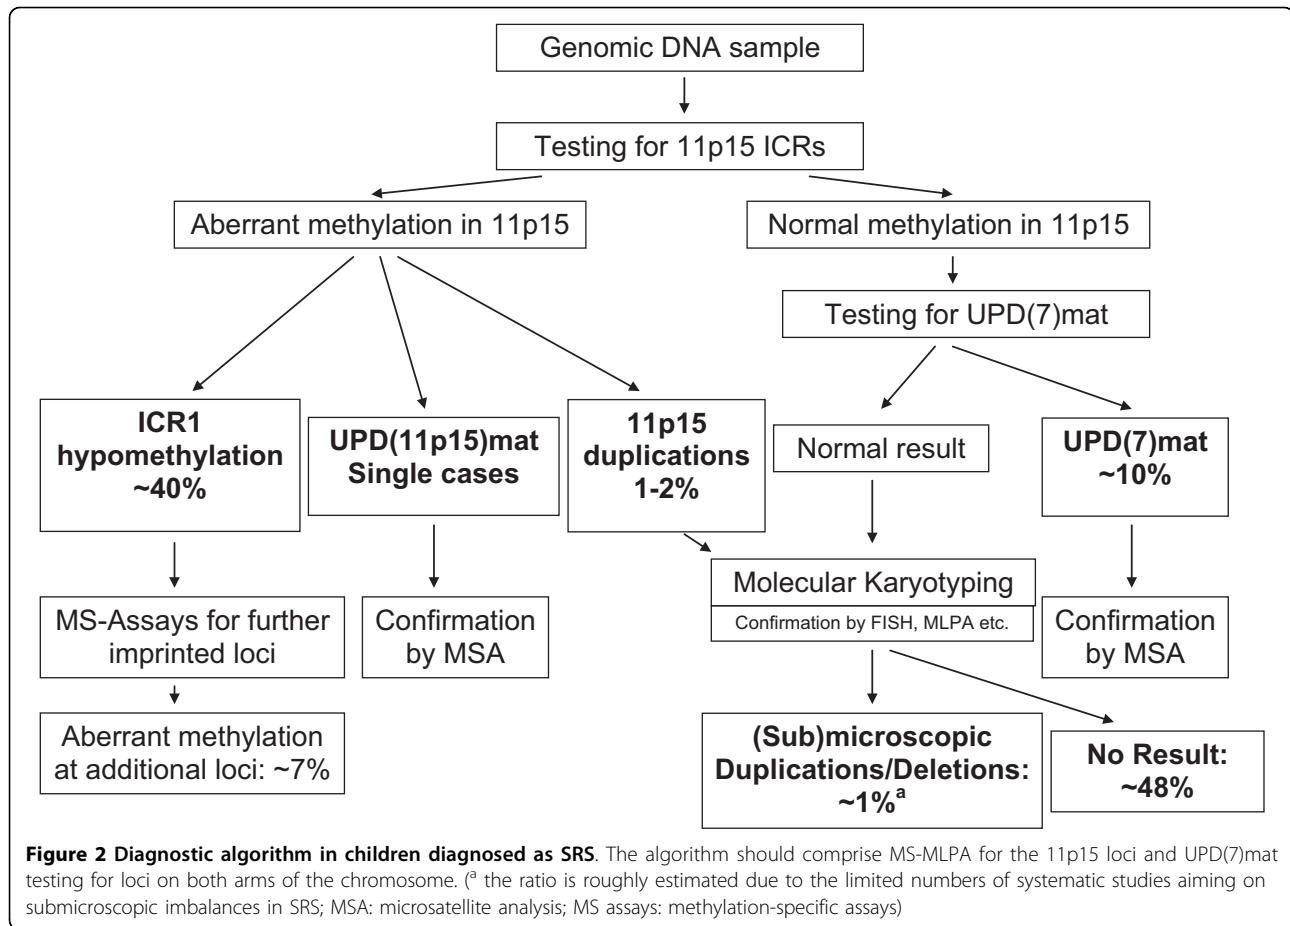 Genomic DNA sample
Testing for 11p15 ICRs
Aberrant methylation in 11p15
Normal methylation in 11p15
Testing for UPD(7)mat
ICR1
hypomethylation
~40%
UPD(11p15)mat
Single cases
11p15
duplications
1-2%
Normal result
UPD(7)mat
~10%
MS-Assays for further
imprinted loci
Confirmation
by MSA
Molecular Karyotyping
Confirmation by FISH, MLPA etc.
Confirmation
by MSA
Aberrant methylation
at additional loci: ~7%
(Sub)microscopic
Duplications/Deletions:
~1%ᵃ
No Result:
~48%
Figure 2 Diagnostic algorithm in children diagnosed as SRS. The algorithm should comprise MS-MLPA for the 11p15 loci and UPD(7)mat
testing for loci on both arms of the chromosome. (ᵃ the ratio is roughly estimated due to the limited numbers of systematic studies aiming on
submicroscopic imbalances in SRS; MSA: microsatellite analysis; MS assays: methylation-specific assays)